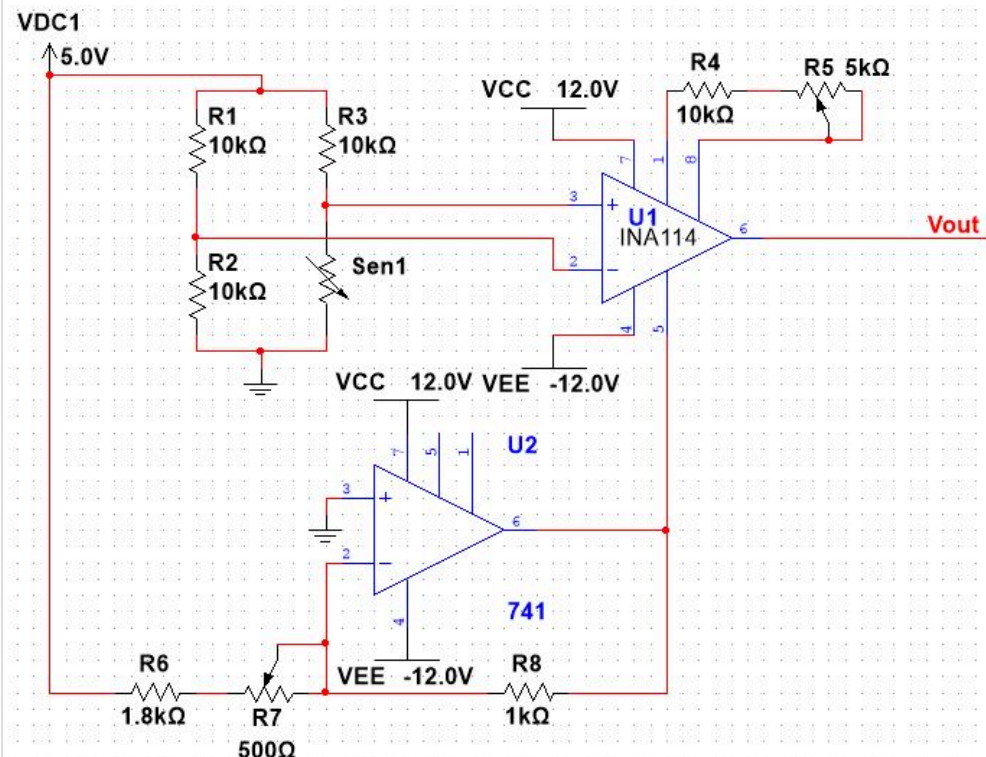 VDC1
5.0V
R1
10kΩ
R3
10kΩ
R2
10kΩ
Sen1
VCC 12.0V
R4
10kΩ
R5 5kΩ
7
1
8
3
+
U1
INA114
2
−
6
Vout
4
5
VEE -12.0V
VCC 12.0V
U2
7
5
1
3
+
2
−
6
4
741
VEE -12.0V
R6
1.8kΩ
R7
500Ω
R8
1kΩ